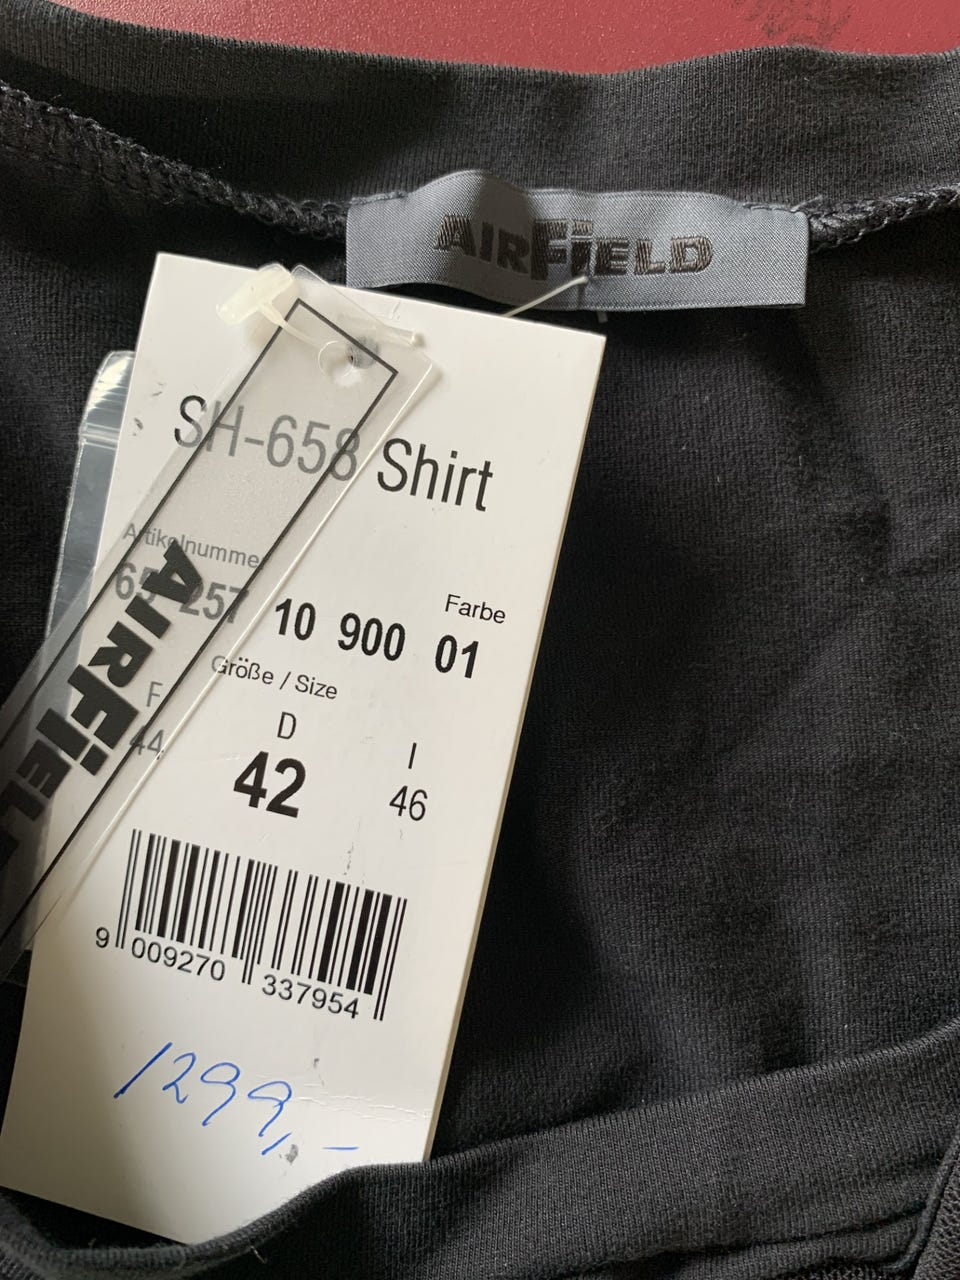 AIRFiELD
SH-658 Shirt
Artikelnummer
Farbe
257 10 900 01
Größe / Size
F D I
44 42 46
9 009270 337954
1299,-
AIRFiEL